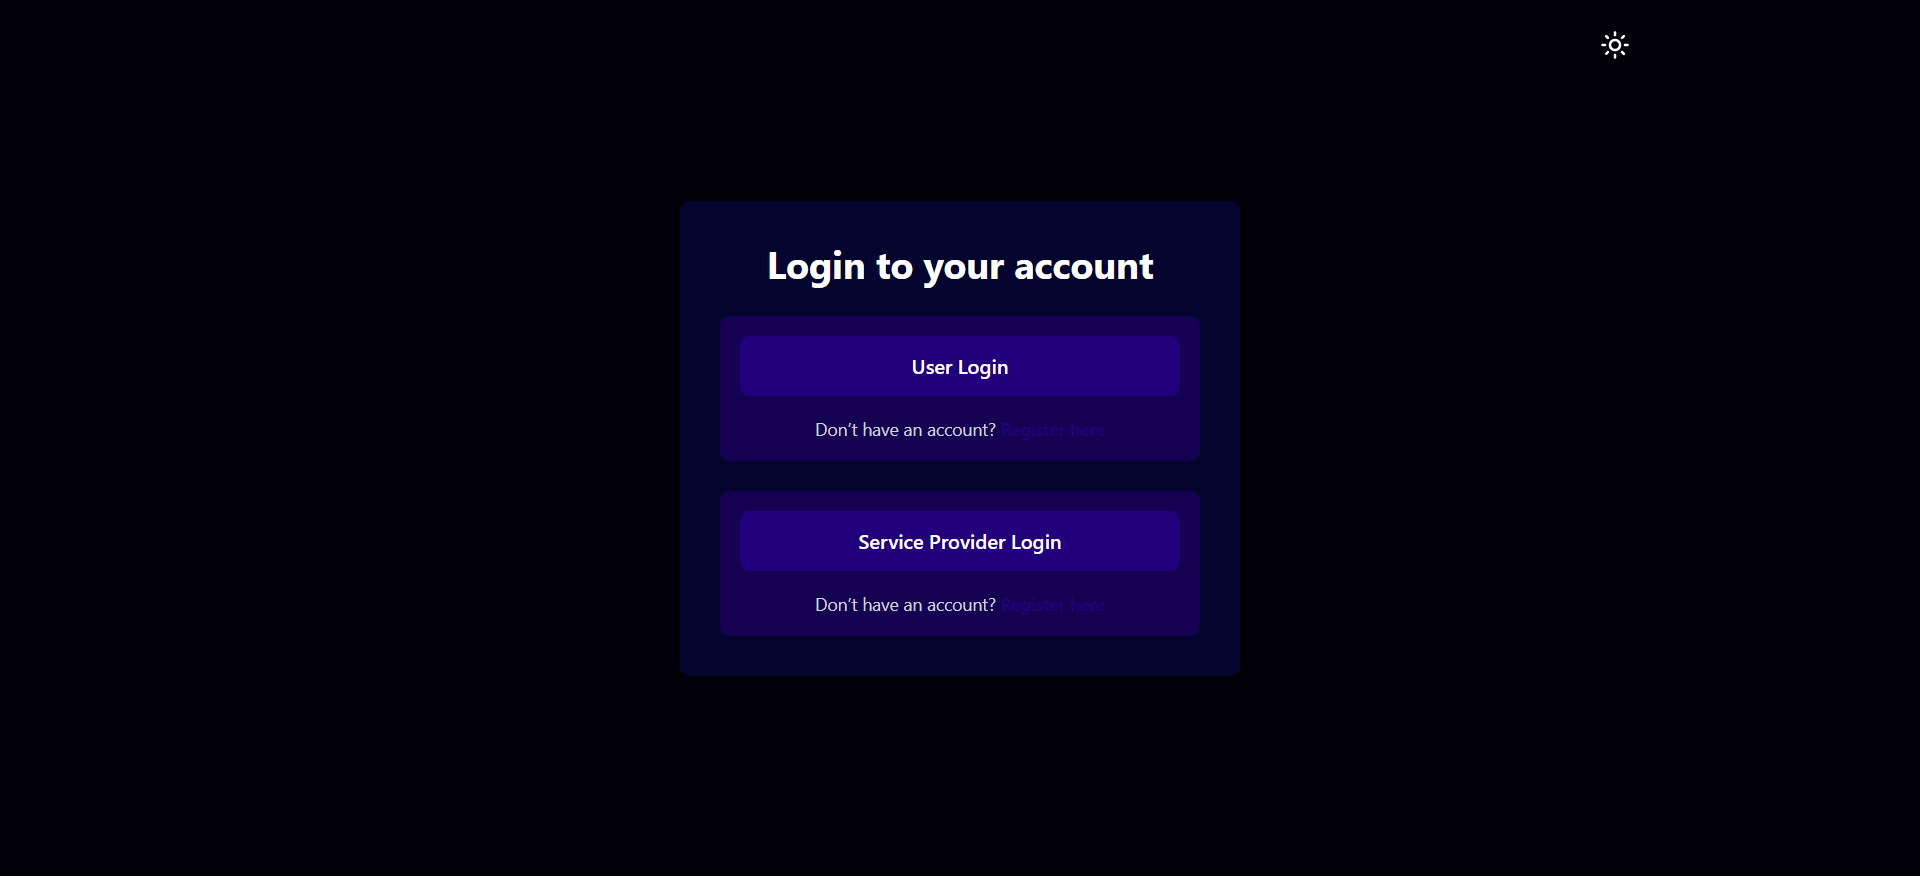 Login to your account
User Login
Don't have an account? Register here
Service Provider Login
Don't have an account? Register here